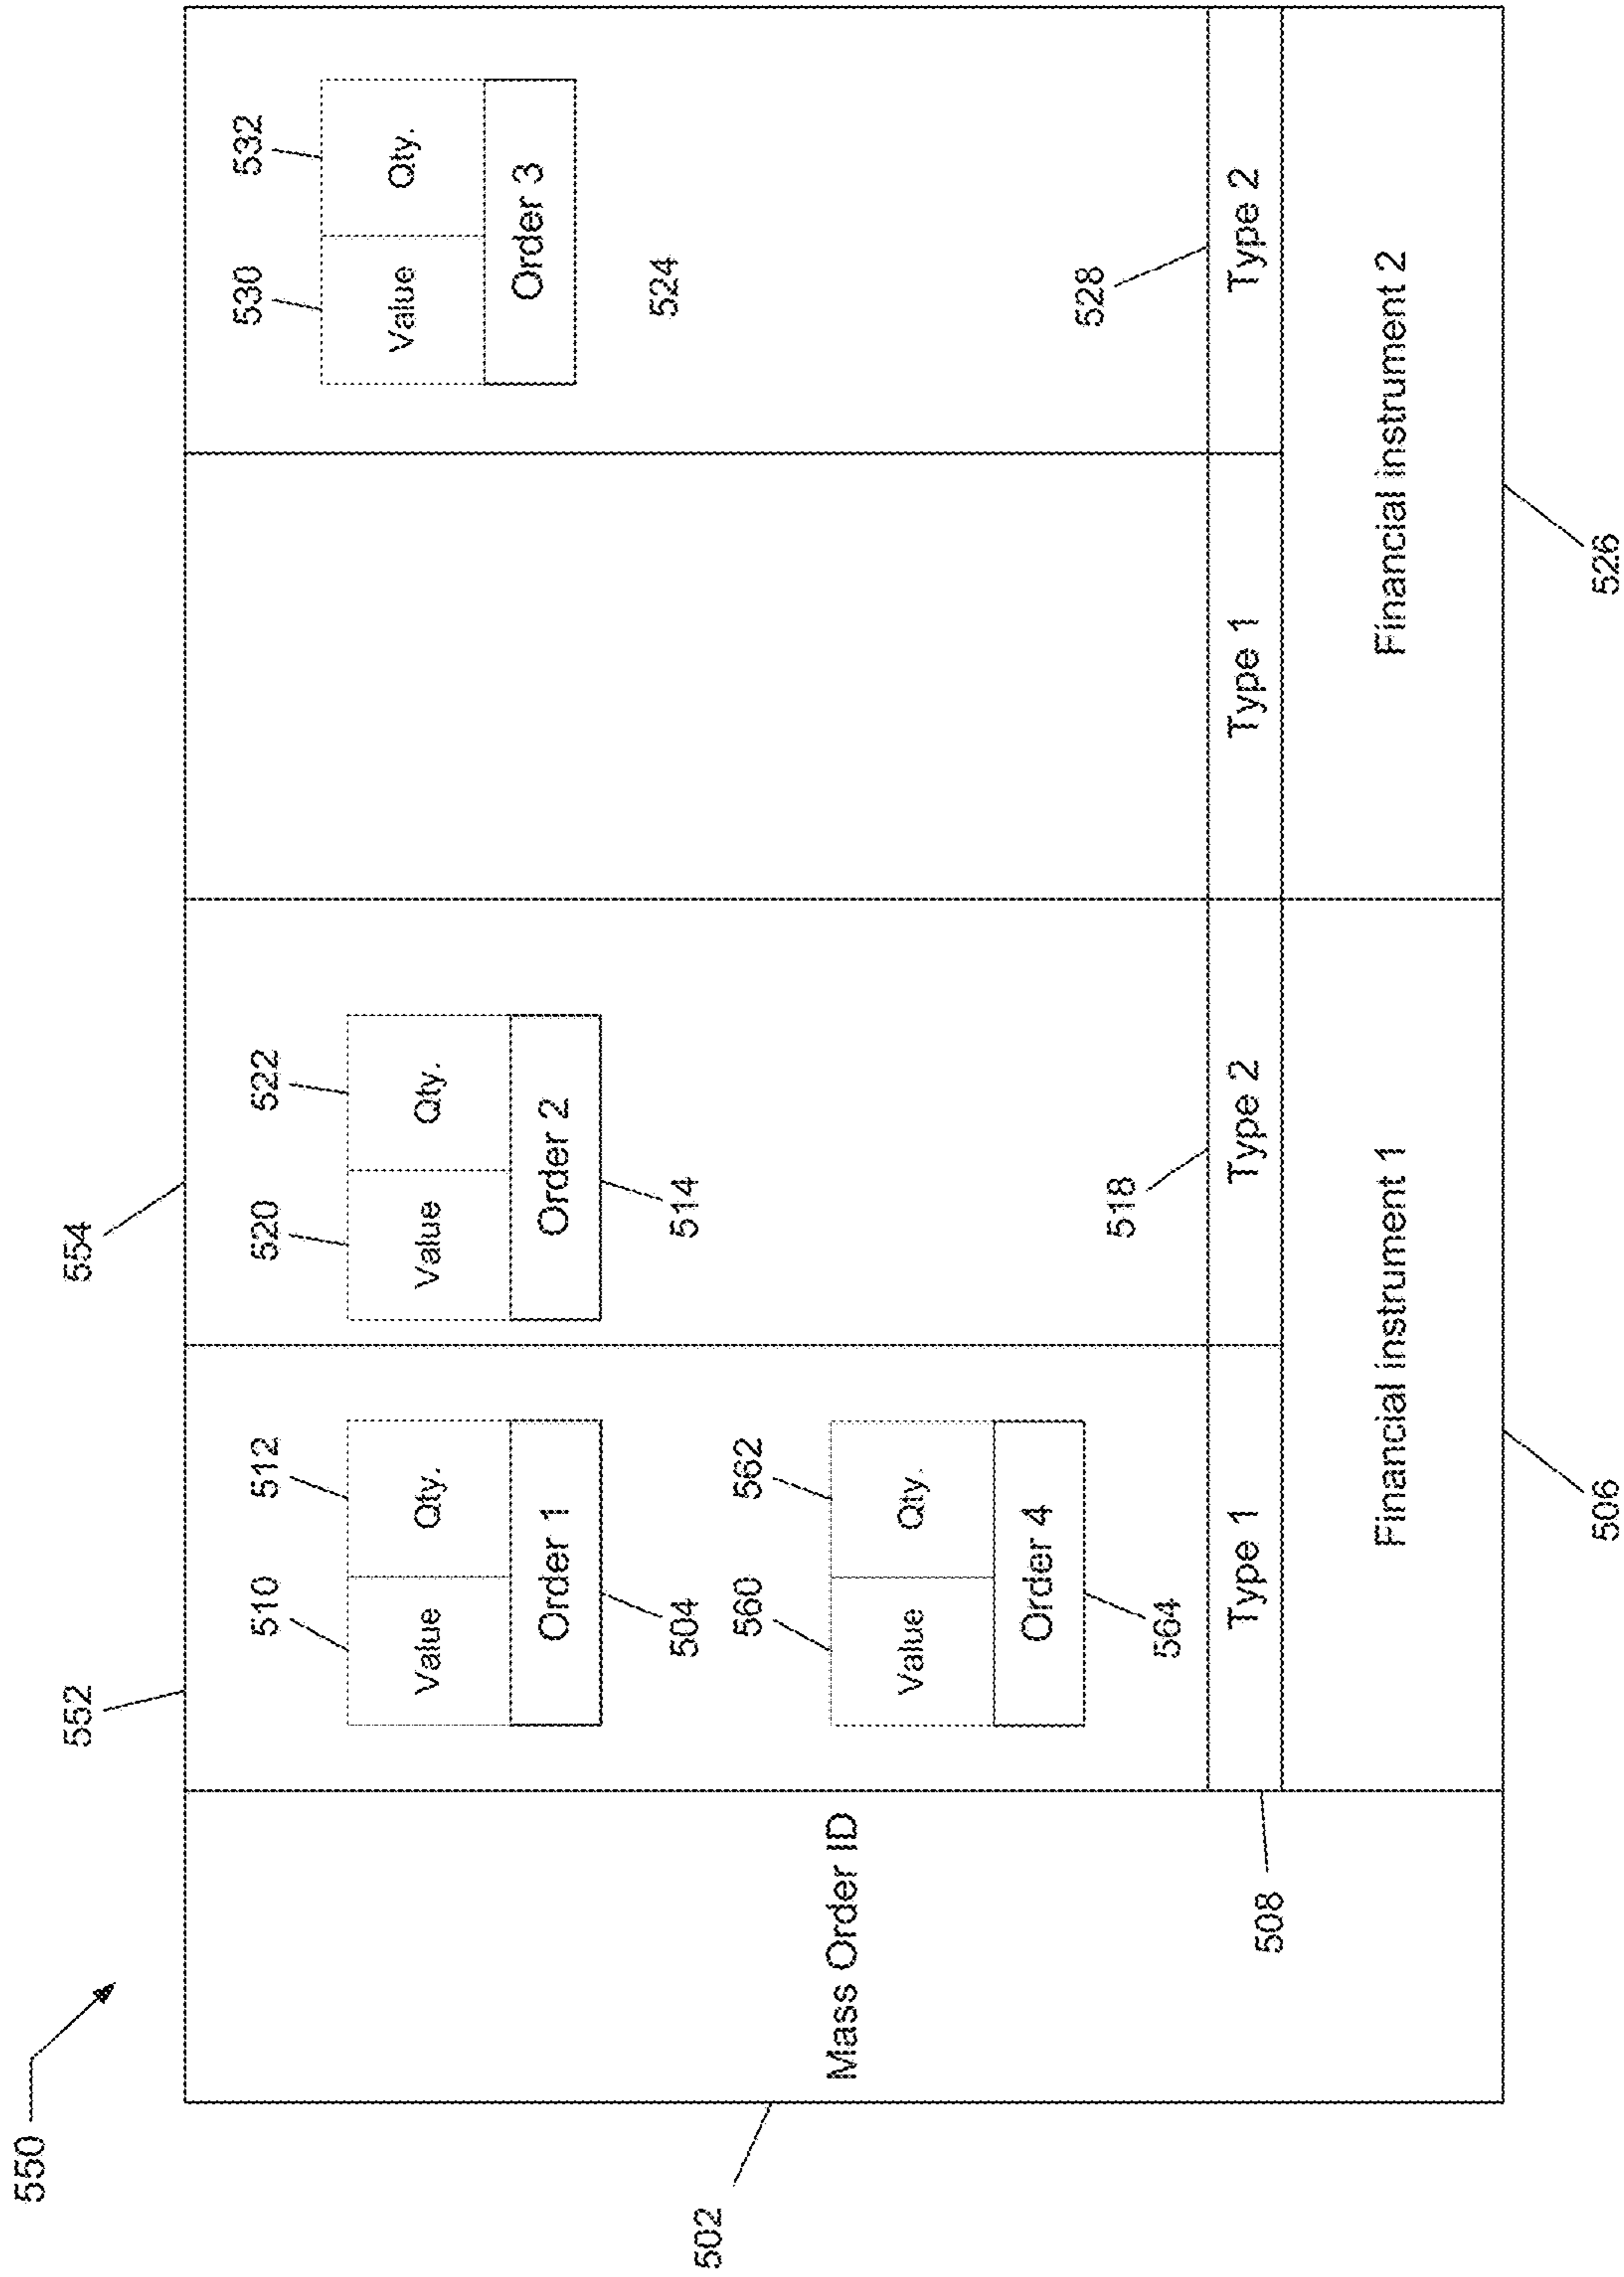 550
552
554
510
512
520
522
530
532
Value
Qty.
Value
Qty.
Value
Qty.
Order 1
Order 2
Order 3
504
514
524
502
Mass Order ID
560
562
Value
Qty.
Order 4
564
518
528
508
Type 1
Type 2
Type 1
Type 2
Financial instrument 1
Financial instrument 2
506
526